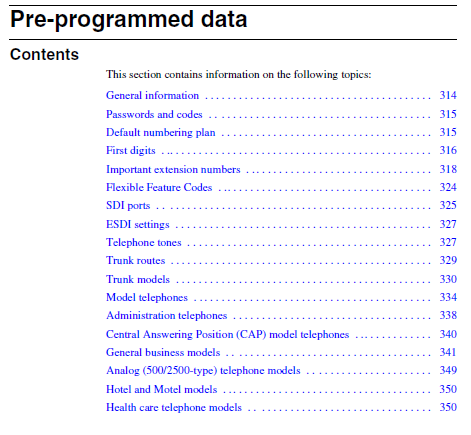 Pre-programmed data
Contents
This section contains information on the following topics:
General information ........................................ 314
Passwords and codes ....................................... 315
Default numbering plan ..................................... 315
First digits ................................................ 316
Important extension numbers ................................. 318
Flexible Feature Codes ...................................... 324
SDI ports .................................................. 325
ESDI settings .............................................. 327
Telephone tones ............................................ 327
Trunk routes ............................................... 329
Trunk models .............................................. 330
Model telephones .......................................... 334
Administration telephones ................................... 338
Central Answering Position (CAP) model telephones .............. 340
General business models .................................... 341
Analog (500/2500-type) telephone models ...................... 349
Hotel and Motel models ..................................... 350
Health care telephone models ................................ 350